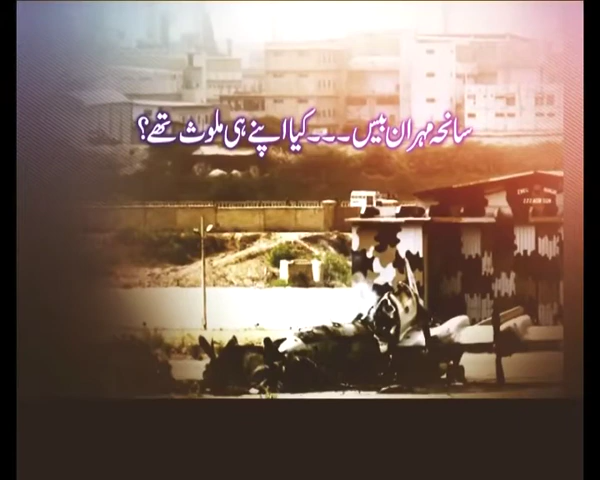 سانحہ مہران بیس ۔۔۔ کیا اپنے ہی ملوث تھے؟